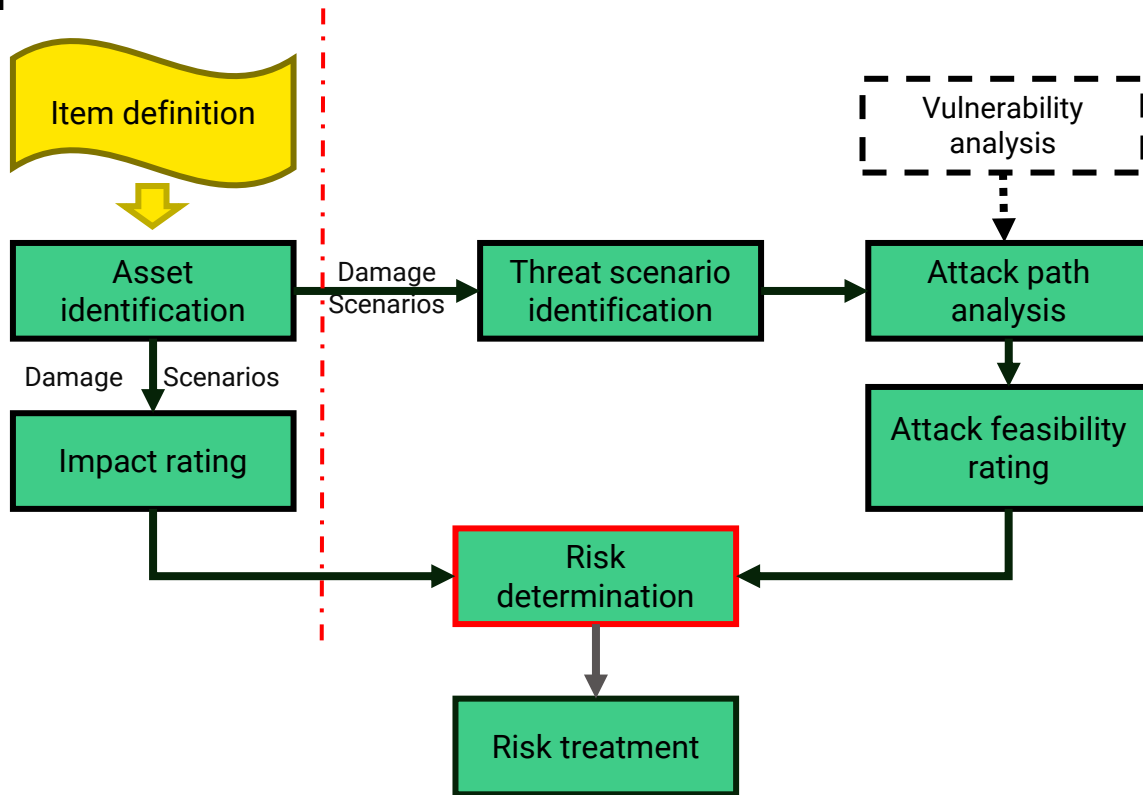 Item definition
Vulnerability
analysis
Asset
identification
Damage
Scenarios
Threat scenario
identification
Attack path
analysis
Damage Scenarios
Impact rating
Attack feasibility
rating
Risk
determination
Risk treatment